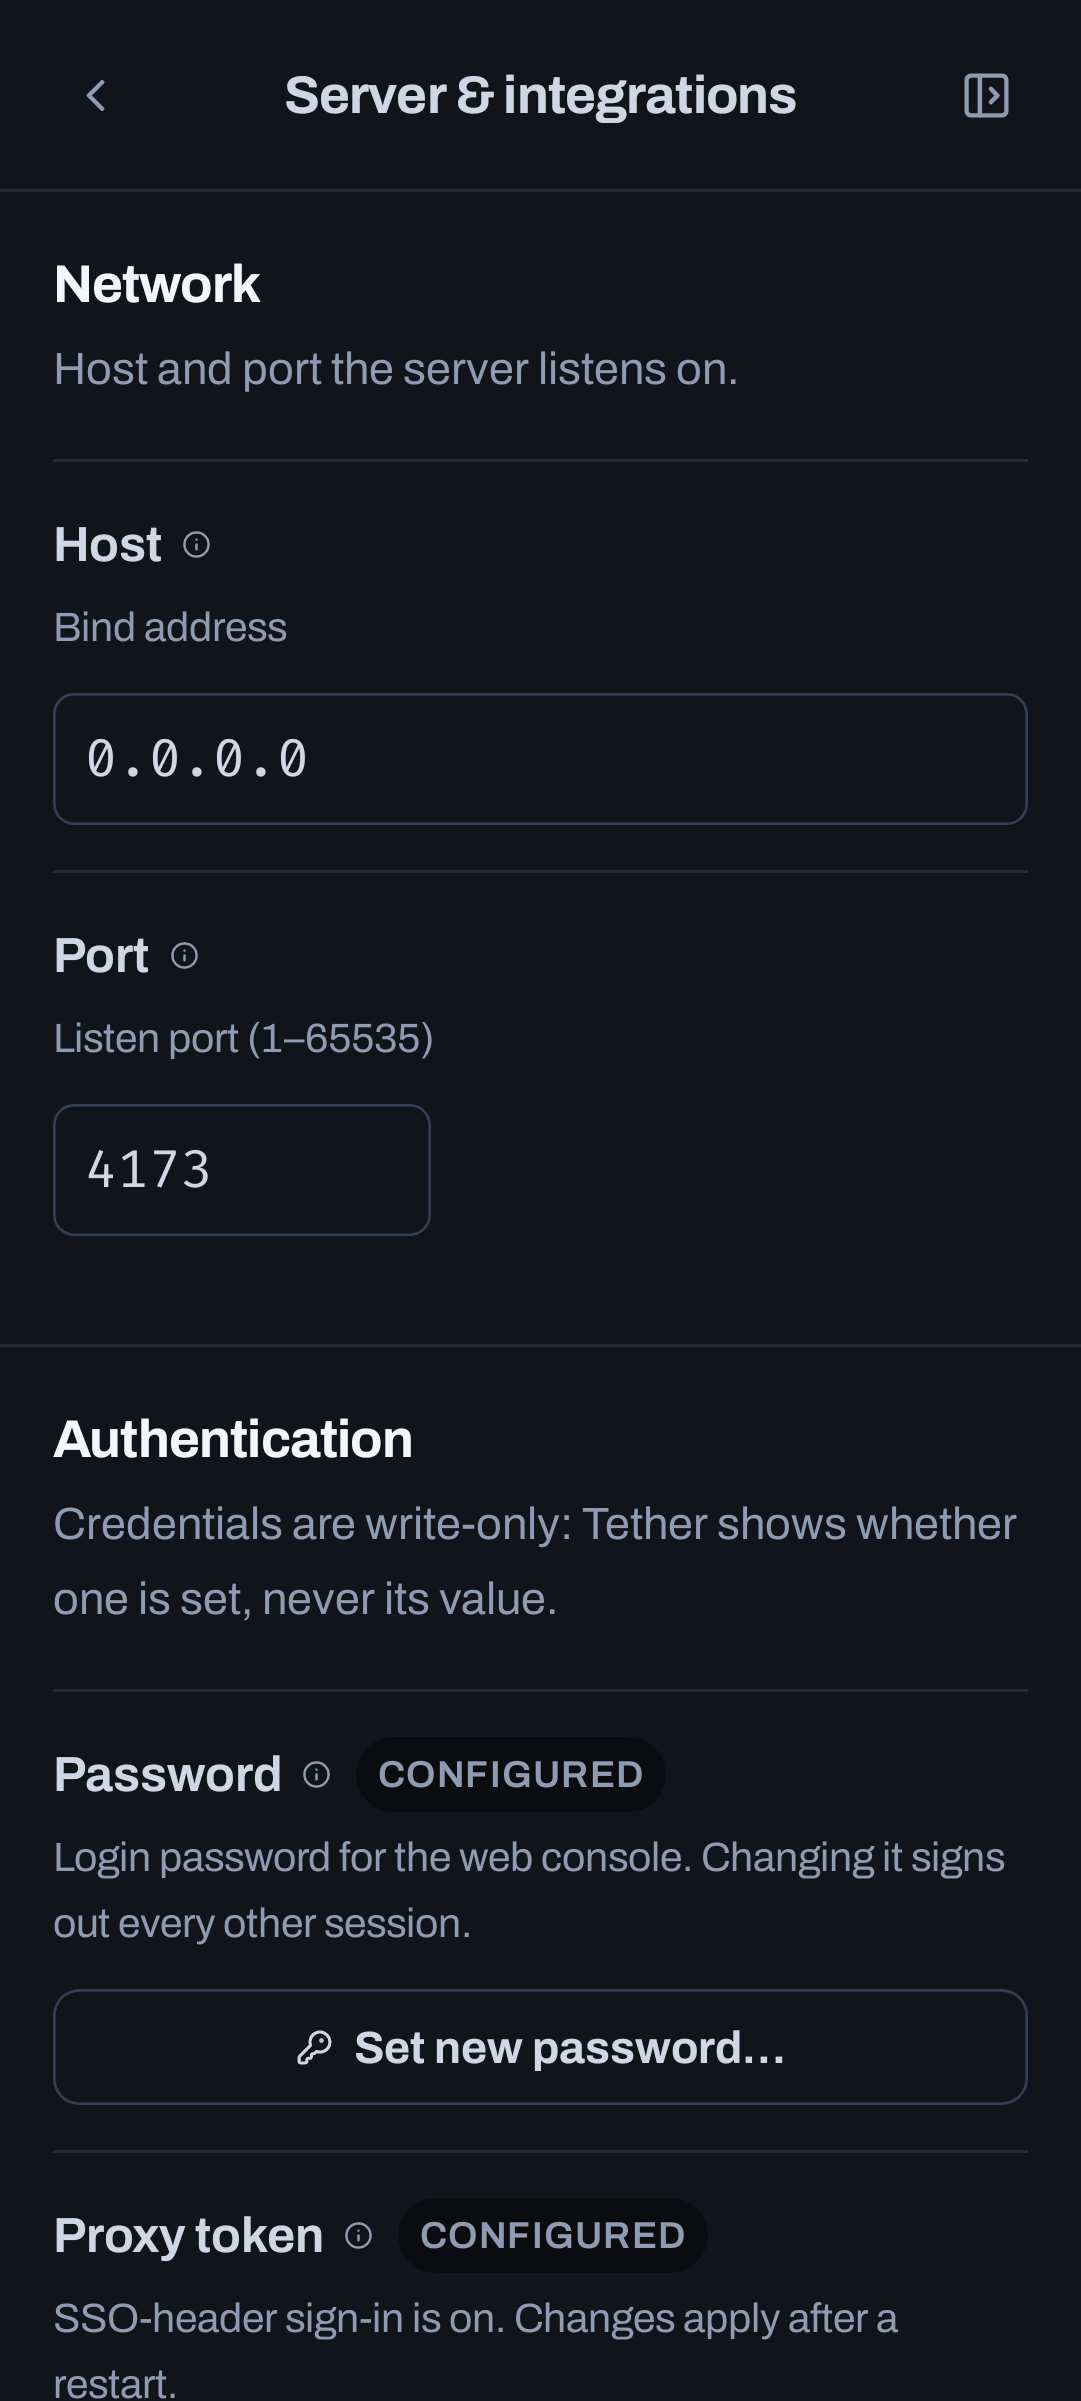 Server & integrations
Network
Host and port the server listens on.
Host
Bind address
0.0.0.0
Port
Listen port (1–65535)
4173
Authentication
Credentials are write-only: Tether shows whether
one is set, never its value.
Password CONFIGURED
Login password for the web console. Changing it signs
out every other session.
Set new password...
Proxy token CONFIGURED
SSO-header sign-in is on. Changes apply after a
restart.